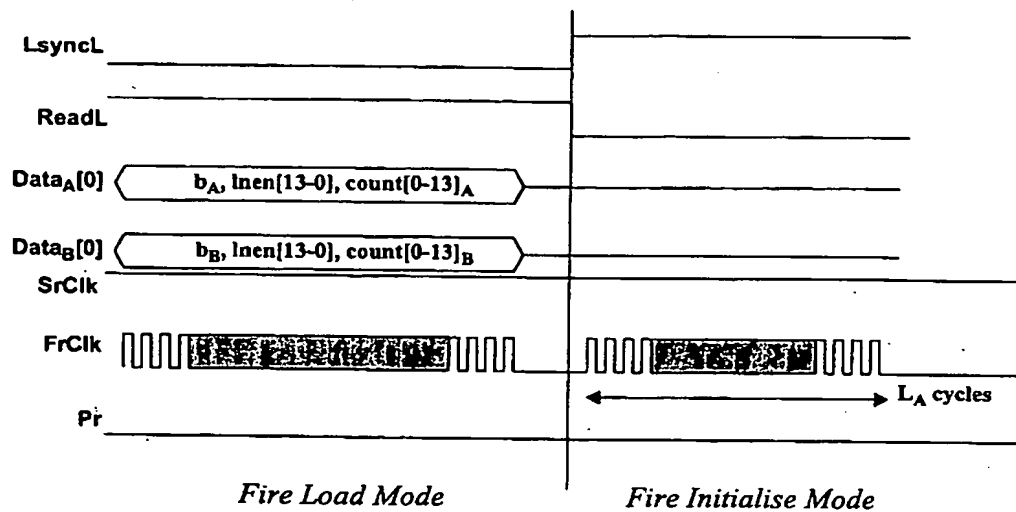 LsyncL
ReadL
DataA[0] bA, lnen[13-0], count[0-13]A
DataB[0] bB, lnen[13-0], count[0-13]B
SrClk
FrClk
LA cycles
Pr
Fire Load Mode Fire Initialise Mode